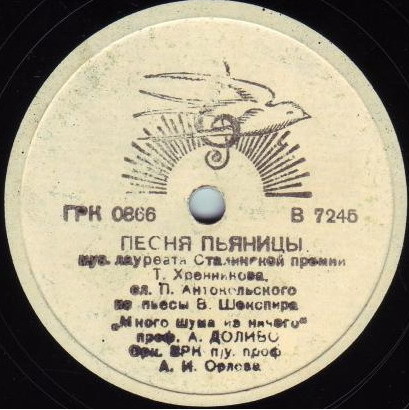 ГРК 0866 В 7245
ПЕСНЯ ПЬЯНИЦЫ
муз. лауреата Сталинской премии
Т. Хренникова,
сл. П. Антокольского
из пьесы В. Шекспира
„Много шума из ничего"
проф. А. ДОЛИВО
Орк. ВРК п/у. проф.
А. И. Орлова